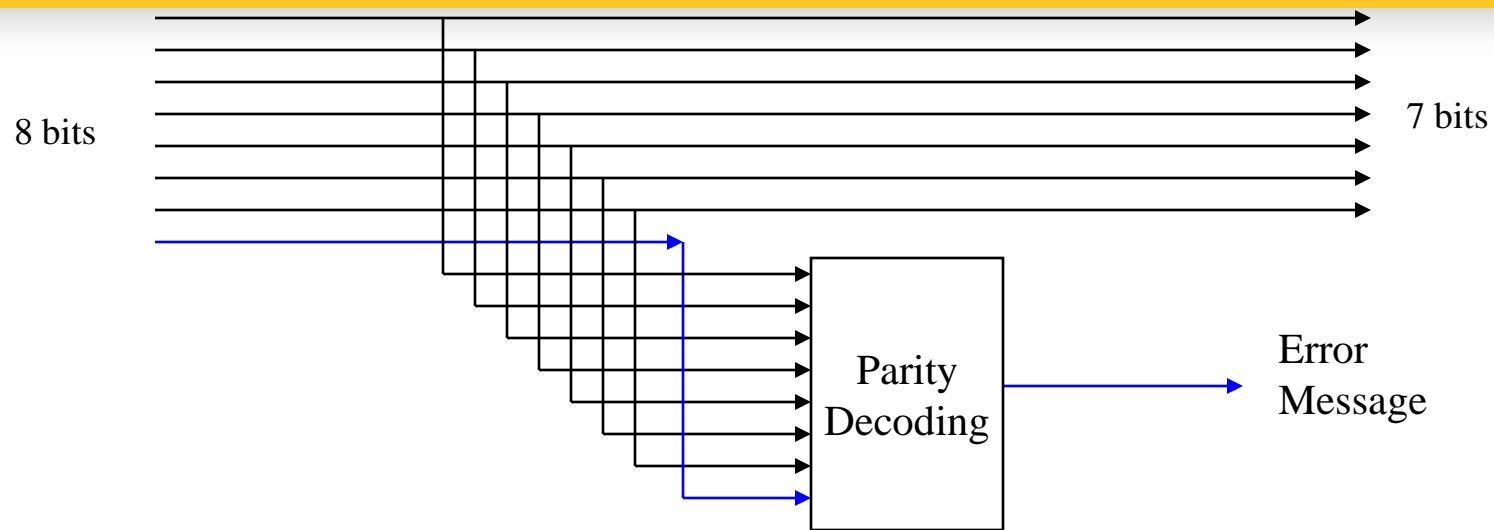 8 bits
7 bits
Parity
Decoding
Error
Message